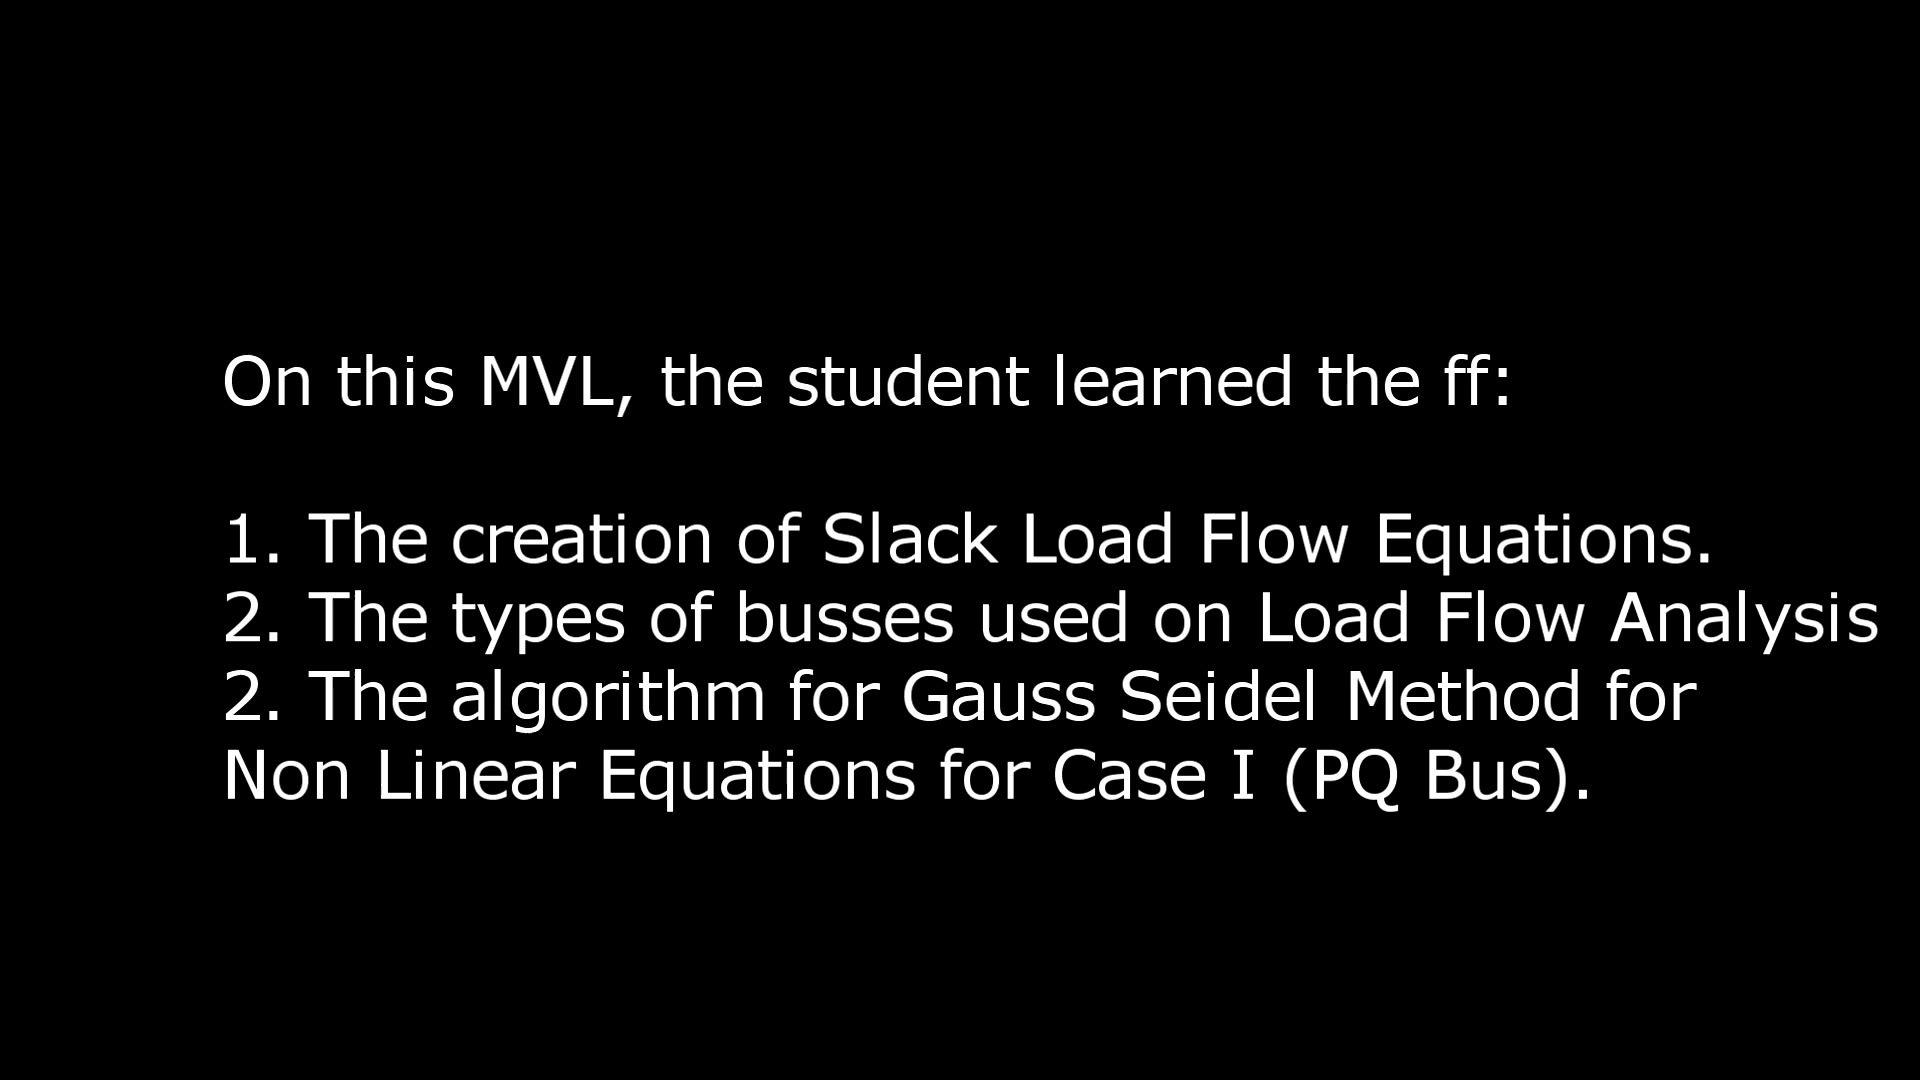 On this MVL, the student learned the ff:
1. The creation of Slack Load Flow Equations.
2. The types of busses used on Load Flow Analysis
2. The algorithm for Gauss Seidel Method for
Non Linear Equations for Case I (PQ Bus).